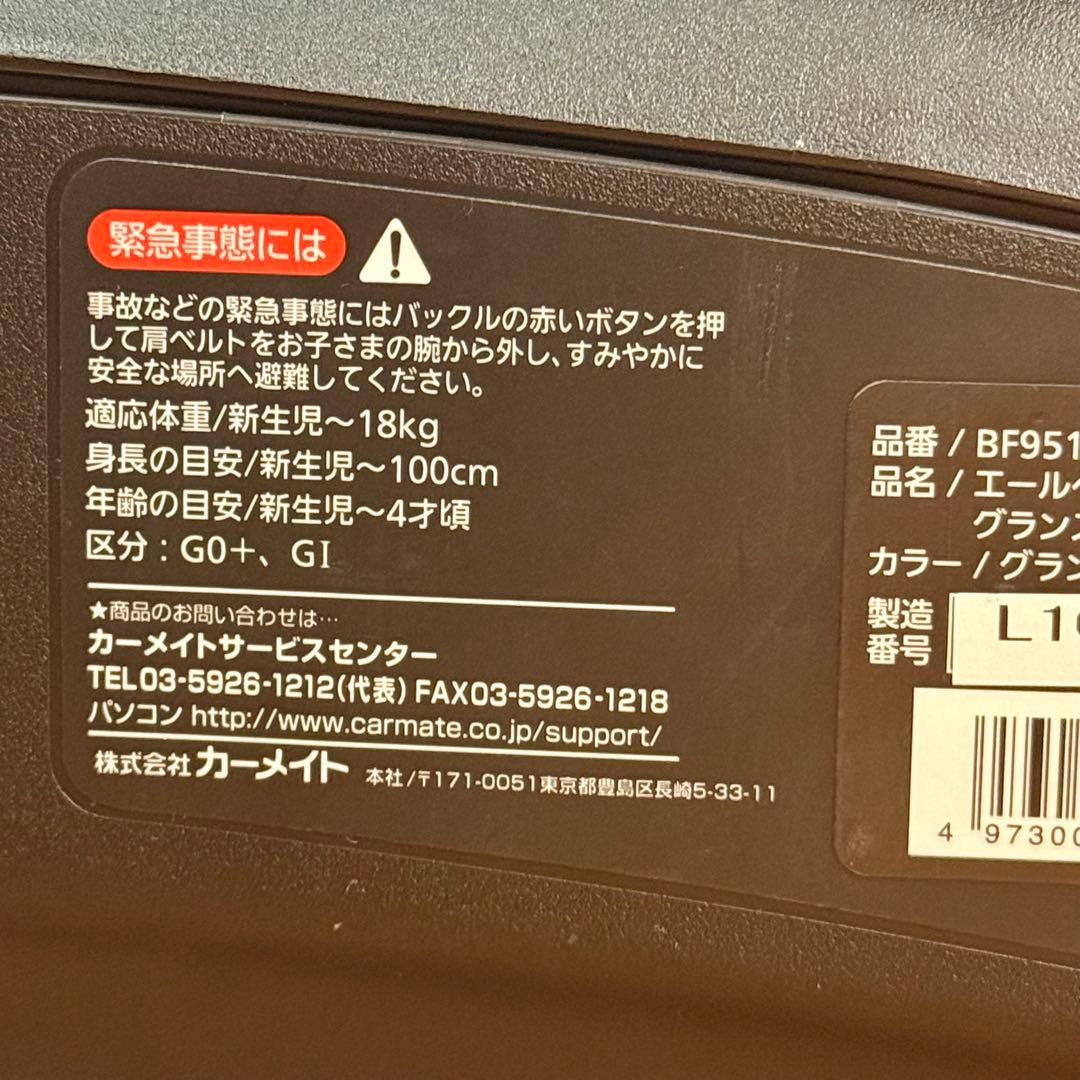 緊急事態には
事故などの緊急事態にはバックルの赤いボタンを押
して肩ベルトをお子さまの腕から外し、すみやかに
安全な場所へ避難してください。
適応体重/新生児～18kg
身長の目安/新生児～100cm
年齢の目安/新生児～4才頃
区分：G0＋、GI
★商品のお問い合わせは…
カーメイトサービスセンター
TEL03-5926-1212(代表) FAX03-5926-1218
パソコン http://www.carmate.co.jp/support/
株式会社 カーメイト 本社/〒171-0051東京都豊島区長崎5-33-11
品番 / BF951
品名 / エール
グラン
カラー / グラン
製造
番号
L1
4 97300